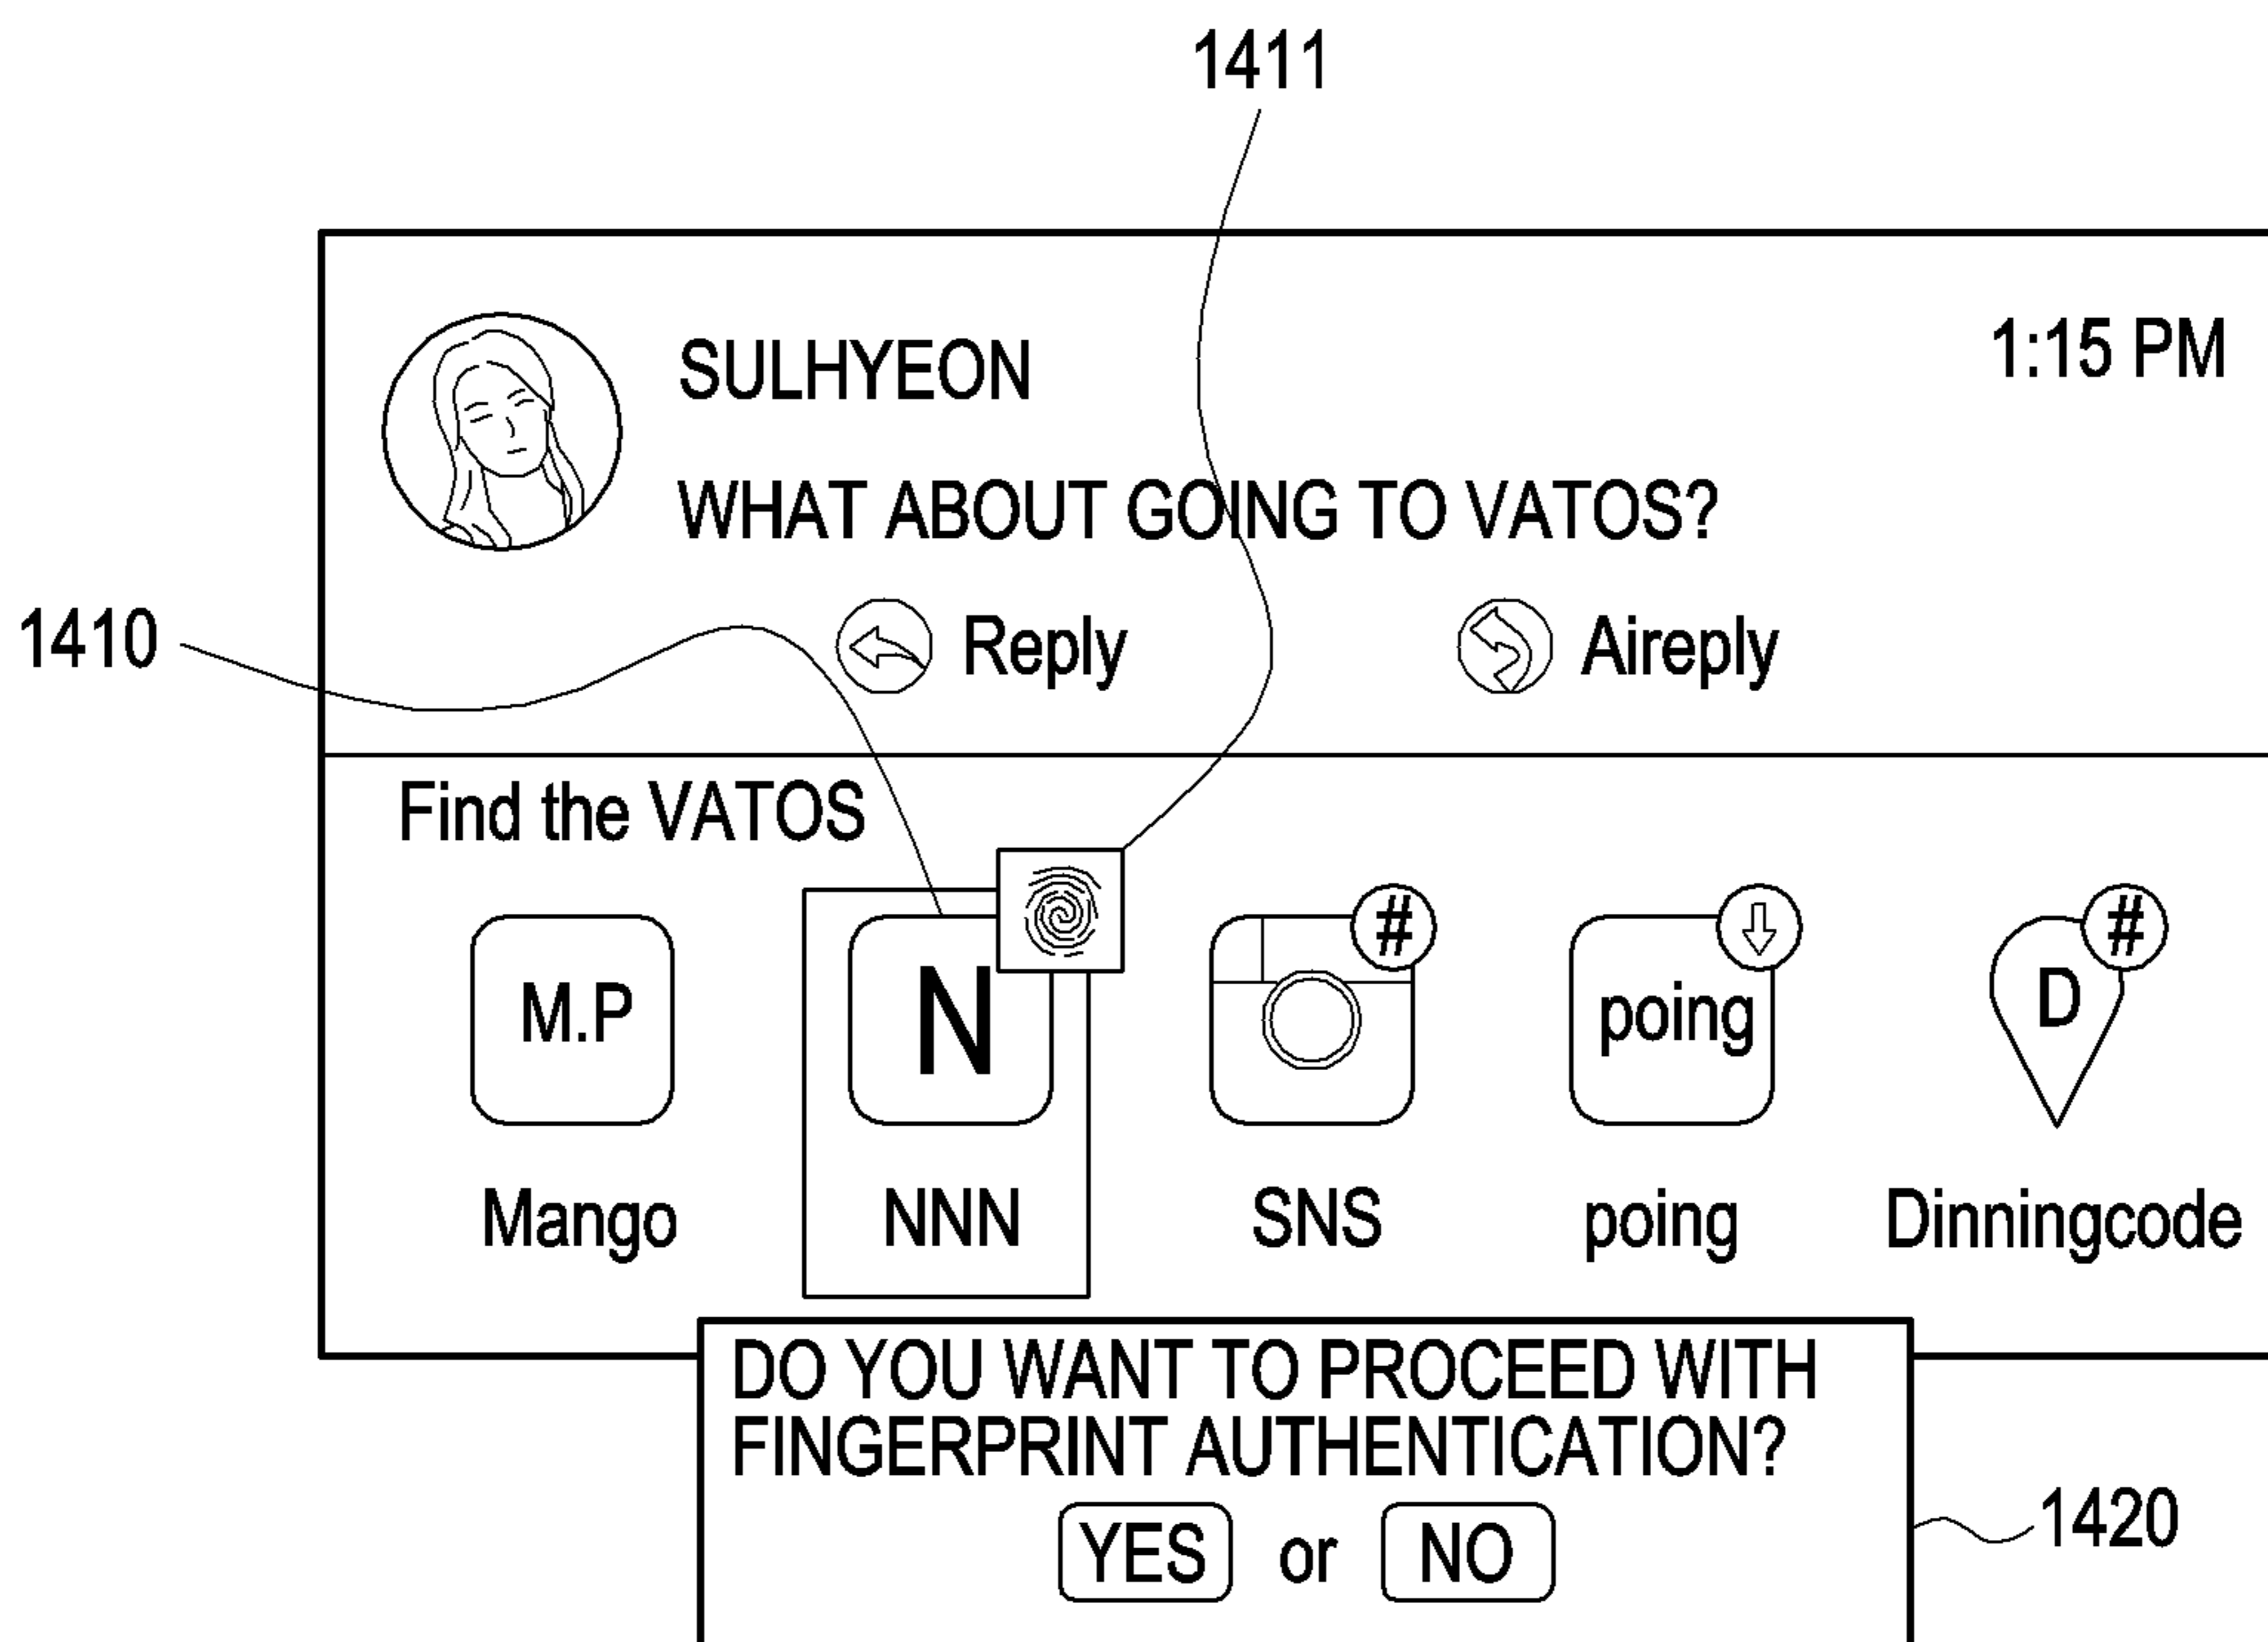 1411
SULHYEON
1:15 PM
WHAT ABOUT GOING TO VATOS?
1410
Reply
Aireply
Find the VATOS
M.P
N
#
poing
D
#
Mango
NNN
SNS
poing
Dinningcode
DO YOU WANT TO PROCEED WITH
FINGERPRINT AUTHENTICATION?
YES or NO
1420